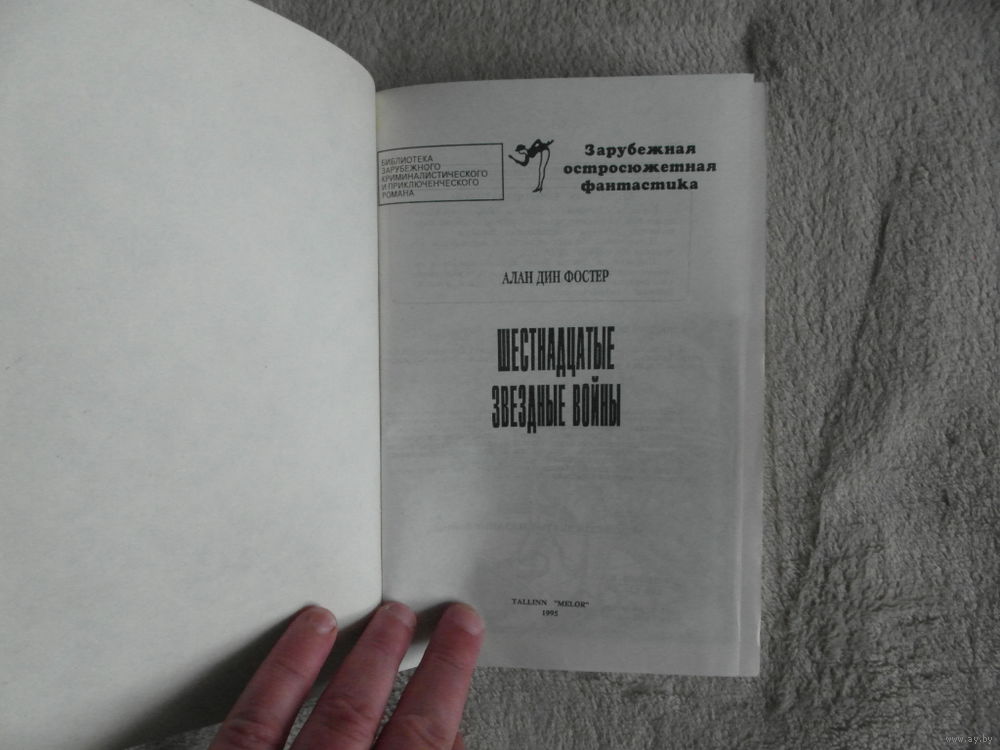 БИБЛИОТЕКА
ЗАРУБЕЖНОГО
КРИМИНАЛИСТИЧЕСКОГО
И ПРИКЛЮЧЕНЧЕСКОГО
РОМАНА
Зарубежная
остросюжетная
фантастика
АЛАН ДИН ФОСТЕР
ШЕСТНАДЦАТЫЕ
ЗВЕЗДНЫЕ ВОЙНЫ
TALLINN "MELOR"
1995
www.ay.by